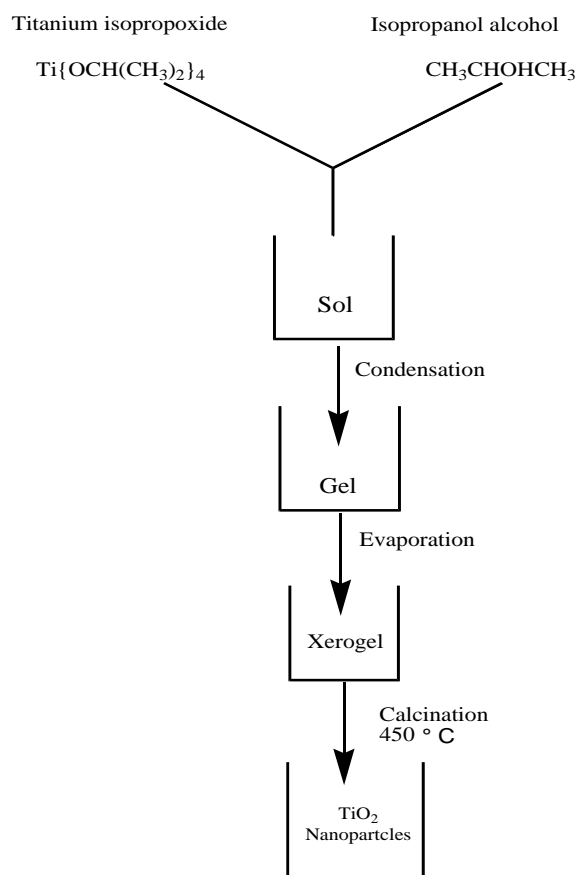 Titanium isopropoxide
Isopropanol alcohol
Ti{OCH(CH₃)₂}₄
CH₃CHOHCH₃
Sol
Condensation
Gel
Evaporation
Xerogel
Calcination
450 ° C
TiO₂
Nanopartcles